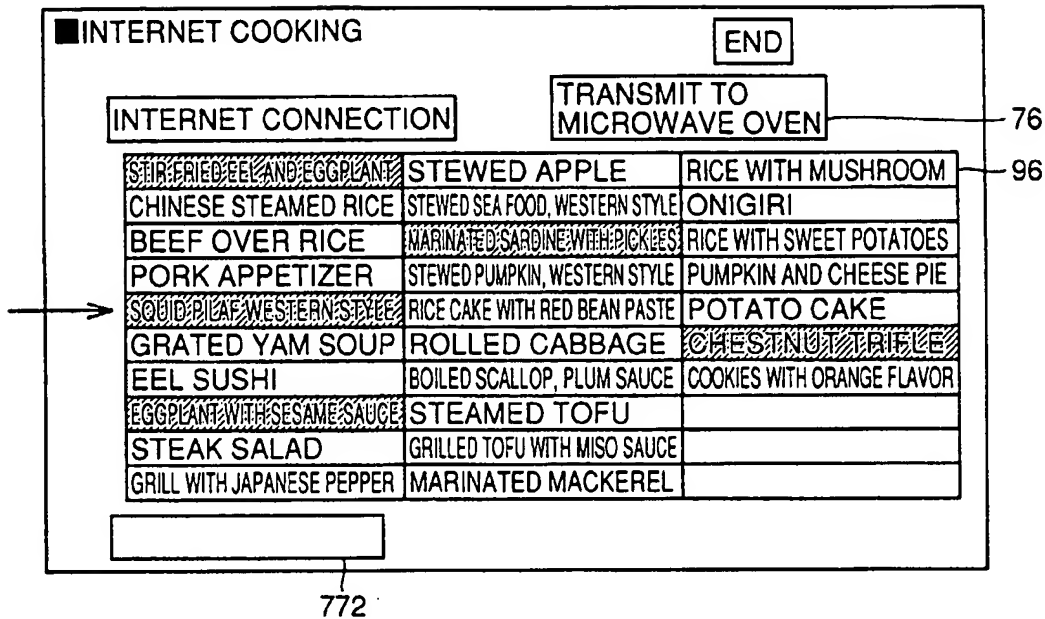 ■INTERNET COOKING
END
INTERNET CONNECTION
TRANSMIT TO
MICROWAVE OVEN
76
STIR FRIED EEL AND EGGPLANT STEWED APPLE RICE WITH MUSHROOM
96
CHINESE STEAMED RICE STEWED SEA FOOD, WESTERN STYLE ONIGIRI
BEEF OVER RICE MARINATED SARDINE WITH PICKLES RICE WITH SWEET POTATOES
PORK APPETIZER STEWED PUMPKIN, WESTERN STYLE PUMPKIN AND CHEESE PIE
SQUID PILAF WESTERN STYLE RICE CAKE WITH RED BEAN PASTE POTATO CAKE
GRATED YAM SOUP ROLLED CABBAGE CHESTNUT TRIFLE
EEL SUSHI BOILED SCALLOP, PLUM SAUCE COOKIES WITH ORANGE FLAVOR
EGGPLANT WITH SESAME SAUCE STEAMED TOFU
STEAK SALAD GRILLED TOFU WITH MISO SAUCE
GRILL WITH JAPANESE PEPPER MARINATED MACKEREL
772